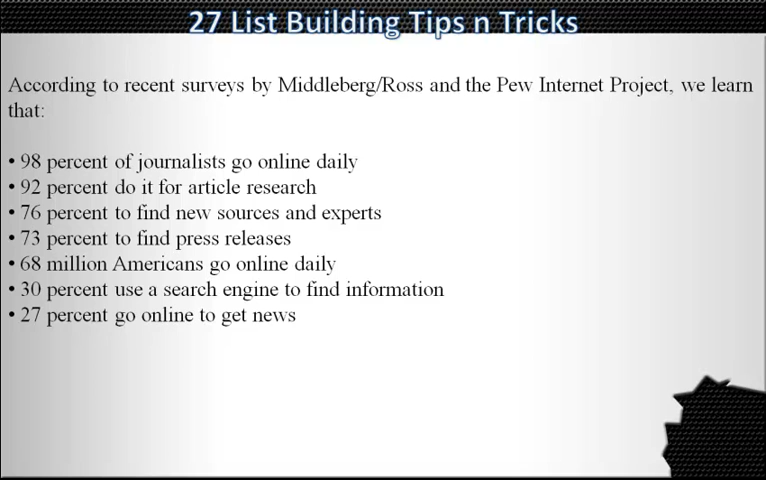 27 List Building Tips n Tricks
According to recent surveys by Middleberg/Ross and the Pew Internet Project, we learn
that:
• 98 percent of journalists go online daily
• 92 percent do it for article research
• 76 percent to find new sources and experts
• 73 percent to find press releases
• 68 million Americans go online daily
• 30 percent use a search engine to find information
• 27 percent go online to get news